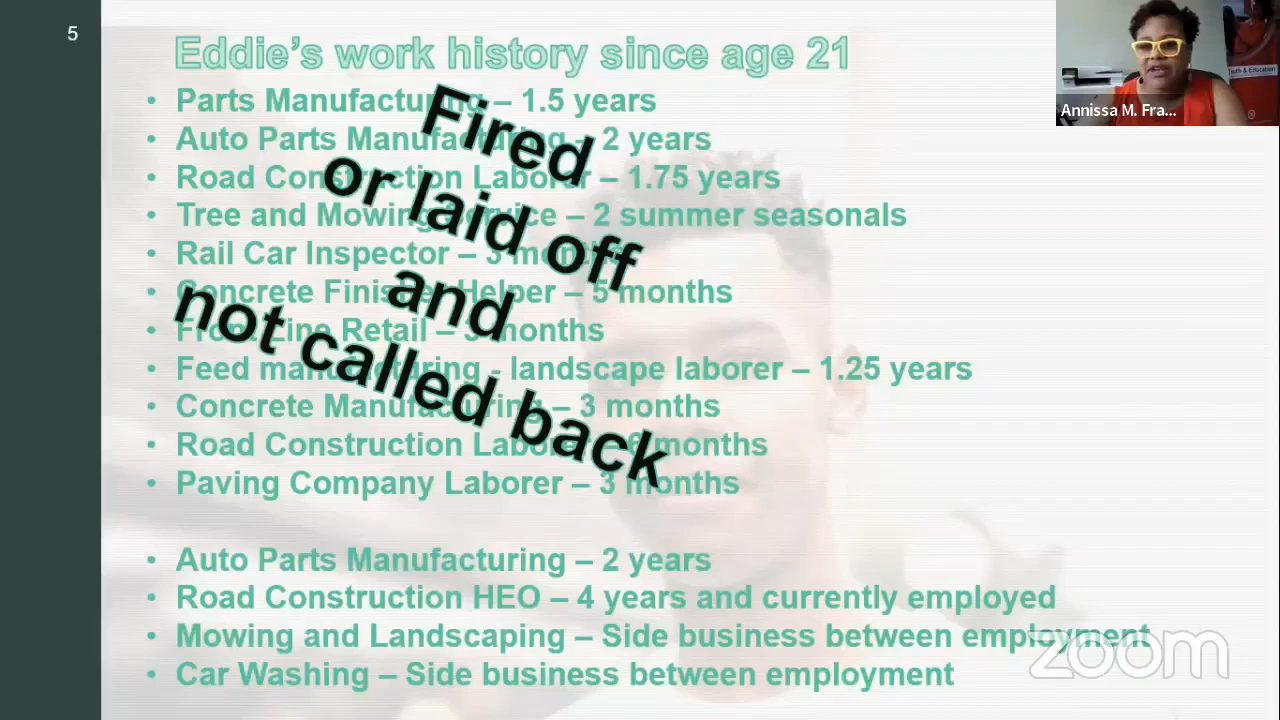 5
Eddie's work history since age 21
• Parts Manufacturing – 1.5 years
• Auto Parts Manufacturing – 2 years
• Road Construction Laborer – 1.75 years
• Tree and Mowing Service – 2 summer seasonals
• Rail Car Inspector – 3 months
• Concrete Finisher Helper – 5 months
• Front Line Retail – 3 months
• Feed manufacturing - landscape laborer – 1.25 years
• Concrete Manufacturing – 3 months
• Road Construction Laborer – 6 months
• Paving Company Laborer – 3 months
Fired
or laid off
and
not called back
• Auto Parts Manufacturing – 2 years
• Road Construction HEO – 4 years and currently employed
• Mowing and Landscaping – Side business between employment
• Car Washing – Side business between employment
outh & Education
Annissa M. Fra...
zoom